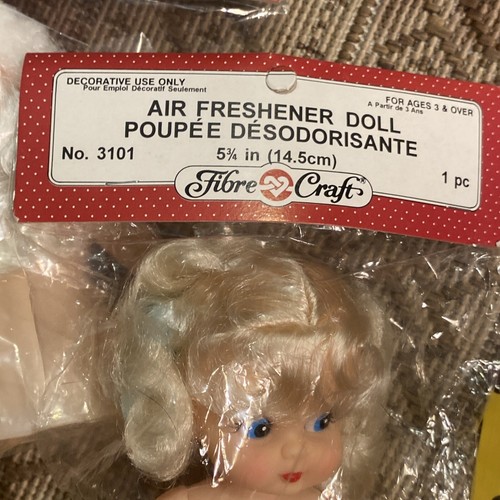 DECORATIVE USE ONLY
Pour Emploi Décoratif Seulement
FOR AGES 3 & OVER
A Partir de 3 Ans
AIR FRESHENER DOLL
POUPÉE DÉSODORISANTE
No. 3101
5¾ in (14.5cm)
1 pc
Fibre Craft®